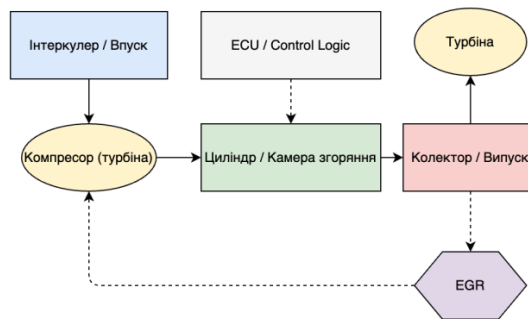 Інтеркулер / Впуск
ECU / Control Logic
Турбіна
Компресор (турбіна)
Циліндр / Камера згоряння
Колектор / Випуск
EGR